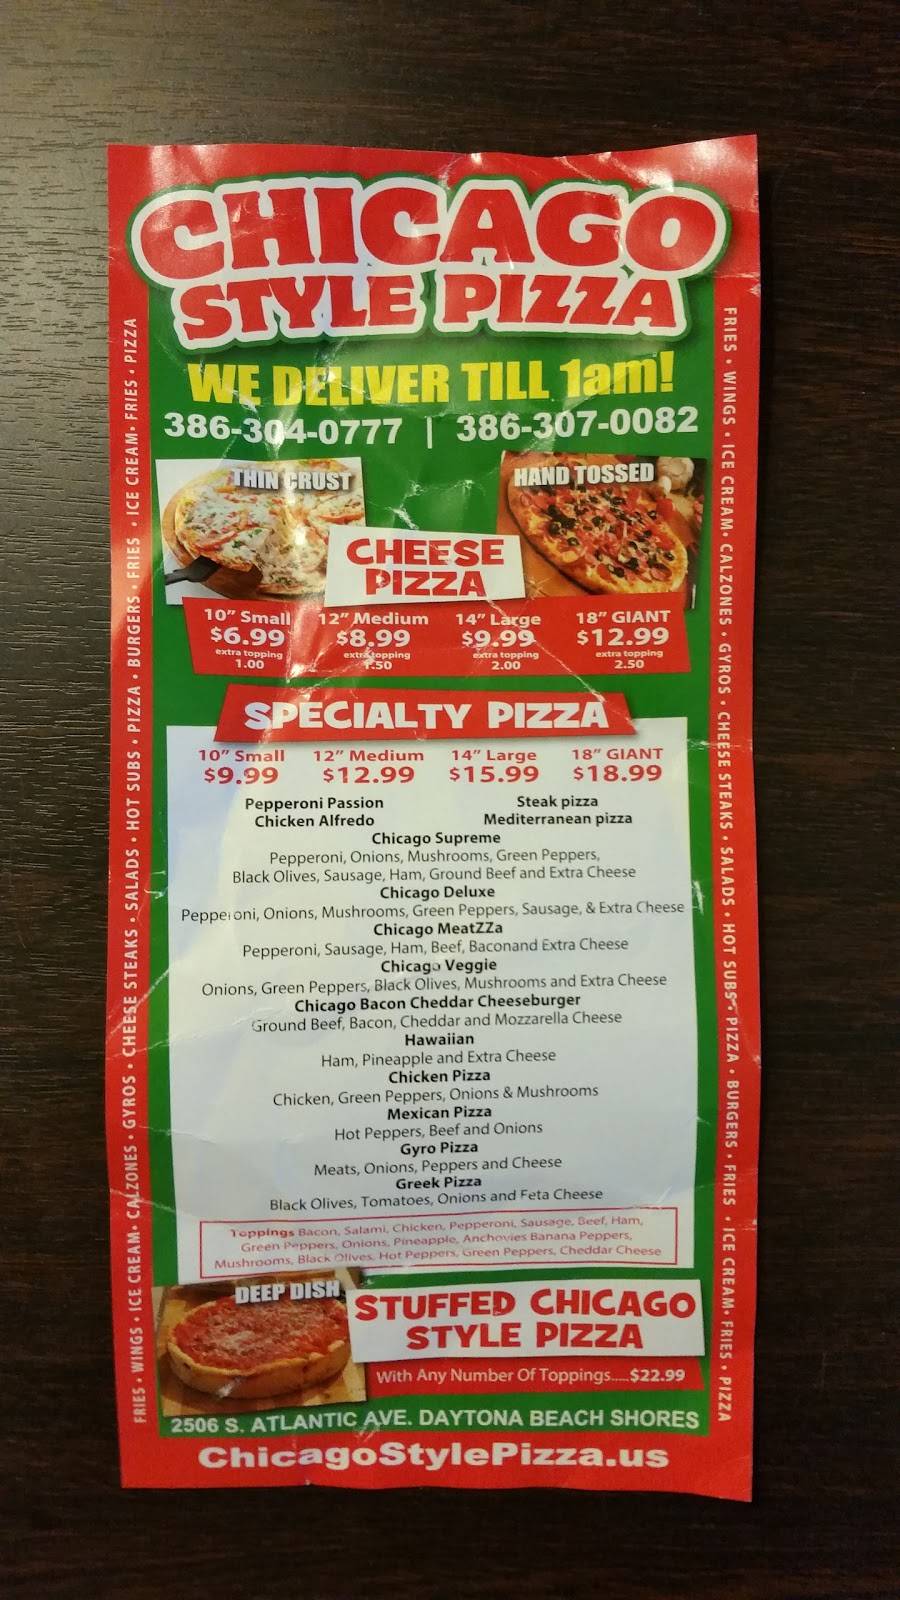 CHICAGO
STYLE PIZZA
WE DELIVER TILL 1am!
386-304-0777 | 386-307-0082
THIN CRUST
HAND TOSSED
CHEESE
PIZZA
10” Small 12” Medium 14” Large 18” GIANT
$6.99 $8.99 $9.99 $12.99
extra topping extra topping extra topping extra topping
1.00 1.50 2.00 2.50
SPECIALTY PIZZA
10” Small 12” Medium 14” Large 18” GIANT
$9.99 $12.99 $15.99 $18.99
Pepperoni Passion Steak pizza
Chicken Alfredo Mediterranean pizza
Chicago Supreme
Pepperoni, Onions, Mushrooms, Green Peppers,
Black Olives, Sausage, Ham, Ground Beef and Extra Cheese
Chicago Deluxe
Pepperoni, Onions, Mushrooms, Green Peppers, Sausage, & Extra Cheese
Chicago MeatZZa
Pepperoni, Sausage, Ham, Beef, Baconand Extra Cheese
Chicago Veggie
Onions, Green Peppers, Black Olives, Mushrooms and Extra Cheese
Chicago Bacon Cheddar Cheeseburger
Ground Beef, Bacon, Cheddar and Mozzarella Cheese
Hawaiian
Ham, Pineapple and Extra Cheese
Chicken Pizza
Chicken, Green Peppers, Onions & Mushrooms
Mexican Pizza
Hot Peppers, Beef and Onions
Gyro Pizza
Meats, Onions, Peppers and Cheese
Greek Pizza
Black Olives, Tomatoes, Onions and Feta Cheese
Toppings Bacon, Salami, Chicken, Pepperoni, Sausage, Beef, Ham,
Green Peppers, Onions, Pineapple, Anchovies Banana Peppers,
Mushrooms, Black Olives, Hot Peppers, Green Peppers, Cheddar Cheese
DEEP DISH
STUFFED CHICAGO
STYLE PIZZA
With Any Number Of Toppings.....$22.99
2506 S. ATLANTIC AVE. DAYTONA BEACH SHORES
ChicagoStylePizza.us
FRIES • WINGS • ICE CREAM• CALZONES • GYROS • CHEESE STEAKS • SALADS • HOT SUBS • PIZZA • BURGERS • FRIES • ICE CREAM• FRIES • PIZZA
FRIES • WINGS • ICE CREAM• CALZONES • GYROS • CHEESE STEAKS • SALADS • HOT SUBS • PIZZA • BURGERS • FRIES • ICE CREAM• FRIES • PIZZA